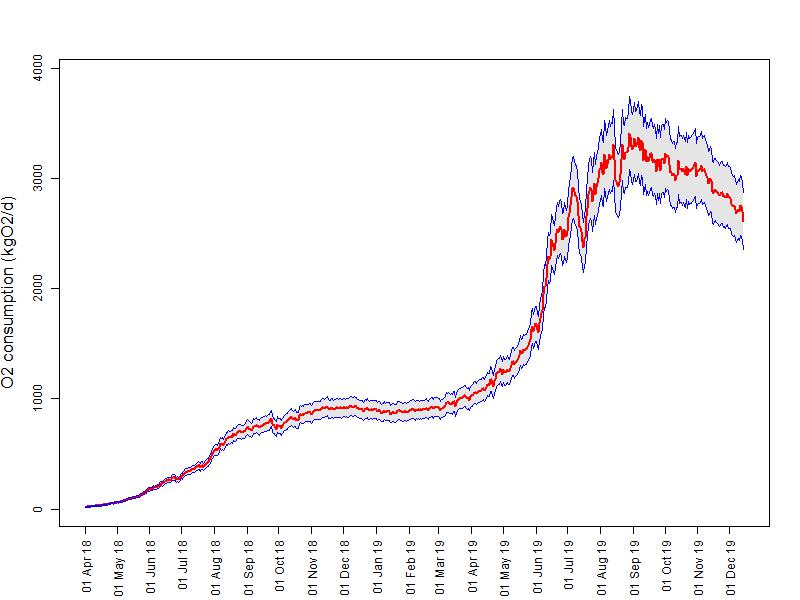 O2 consumption (kgO2/d)
4000
3000
2000
1000
0
01 Apr 18
01 May 18
01 Jun 18
01 Jul 18
01 Aug 18
01 Sep 18
01 Oct 18
01 Nov 18
01 Dec 18
01 Jan 19
01 Feb 19
01 Mar 19
01 Apr 19
01 May 19
01 Jun 19
01 Jul 19
01 Aug 19
01 Sep 19
01 Oct 19
01 Nov 19
01 Dec 19